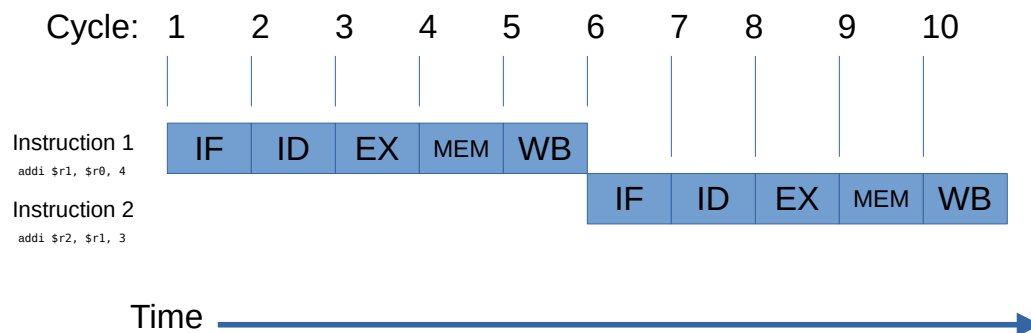 Cycle: 1 2 3 4 5 6 7 8 9 10
Instruction 1
addi $r1, $r0, 4
IF ID EX MEM WB
Instruction 2
addi $r2, $r1, 3
IF ID EX MEM WB
Time